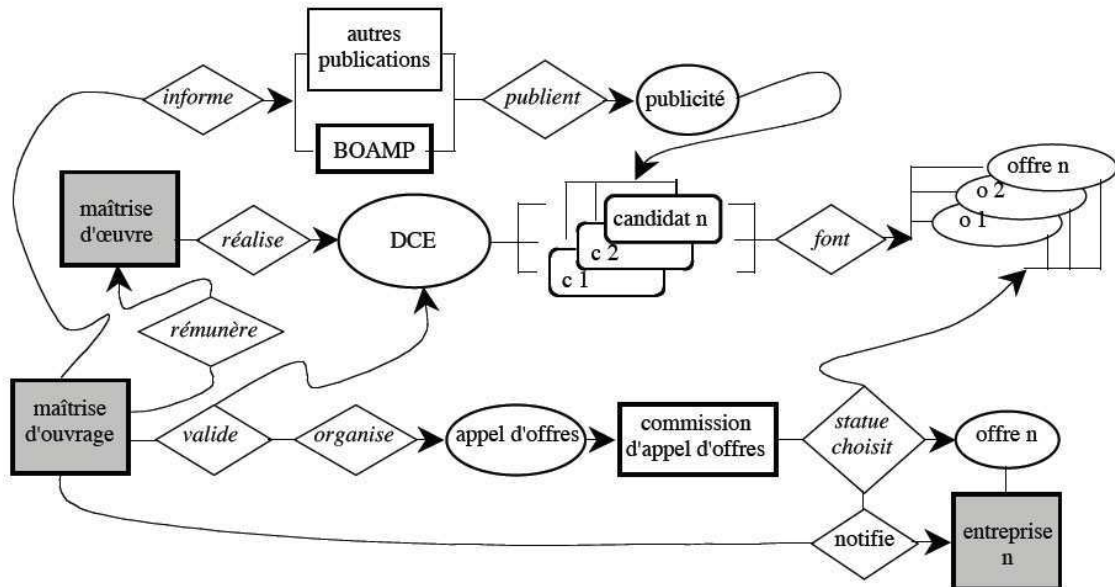 autres
publications
informe
publient
publicité
BOAMP
offre n
o 2
o 1
maîtrise
d'œuvre
réalise
DCE
candidat n
c 2
c 1
font
rémunère
maîtrise
d'ouvrage
valide
organise
appel d'offres
commission
d'appel d'offres
statue
choisit
offre n
notifie
entreprise
n